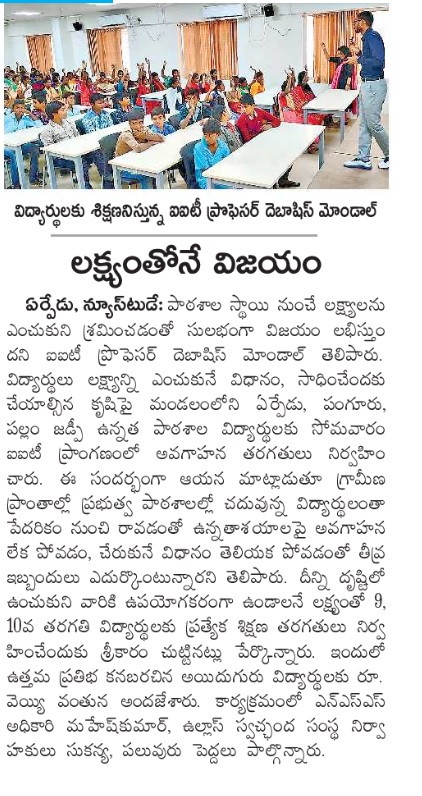 విద్యార్థులకు శిక్షణనిస్తున్న ఐఐటీ ప్రొఫెసర్ దెబాషిస్ మోండాల్
లక్ష్యంతోనే విజయం
ఏర్పేడు, న్యూస్‌టుడే: పాఠశాల స్థాయి నుంచే లక్ష్యాలను
ఎంచుకుని శ్రమించడంతో సులభంగా విజయం లభిస్తుం
దని ఐఐటీ ప్రొఫెసర్ దెబాషిస్ మోండాల్ తెలిపారు.
విద్యార్థులు లక్ష్యాన్ని ఎంచుకునే విధానం, సాధించేందకు
చేయాల్సిన కృషిపై మండలంలోని ఏర్పేడు, పంగూరు,
పల్లం జడ్పీ ఉన్నత పాఠశాల విద్యార్థులకు సోమవారం
ఐఐటీ ప్రాంగణంలో అవగాహన తరగతులు నిర్వహిం
చారు. ఈ సందర్భంగా ఆయన మాట్లాడుతూ గ్రామీణ
ప్రాంతాల్లో ప్రభుత్వ పాఠశాలల్లో చదువున్న విద్యార్థులంతా
పేదరికం నుంచి రావడంతో ఉన్నతాశయాలపై అవగాహన
లేక పోవడం, చేరుకునే విధానం తెలియక పోవడంతో తీవ్ర
ఇబ్బందులు ఎదుర్కొంటున్నారని తెలిపారు. దీన్ని దృష్టిలో
ఉంచుకుని వారికి ఉపయోగకరంగా ఉండాలనే లక్ష్యంతో 9,
10వ తరగతి విద్యార్థులకు ప్రత్యేక శిక్షణ తరగతులు నిర్వ
హించేందుకు శ్రీకారం చుట్టినట్లు పేర్కొన్నారు. ఇందులో
ఉత్తమ ప్రతిభ కనబరచిన అయిదుగురు విద్యార్థులకు రూ.
వెయ్యి వంతున అందజేశారు. కార్యక్రమంలో ఎన్ఎస్ఎస్
అధికారి మహేష్‌కుమార్, ఉల్లాస్ స్వచ్ఛంద సంస్థ నిర్వా
హకులు సుకన్య, పలువురు పెద్దలు పాల్గొన్నారు.